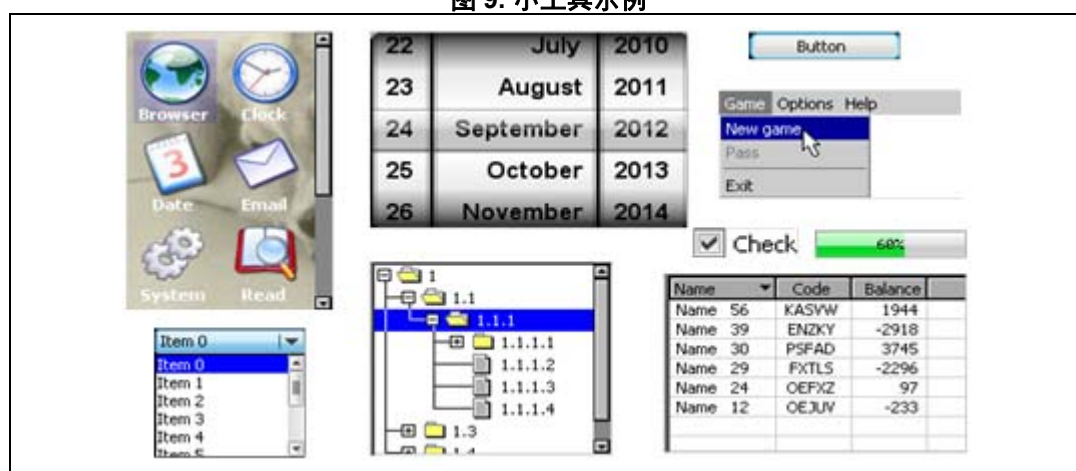 图 9. 小工具示例
Browser Clock
3
Date Email
System Read
22 July 2010
23 August 2011
24 September 2012
25 October 2013
26 November 2014
Button
Game Options Help
New game
Pass
Exit
Check
60%
Item 0
Item 0
Item 1
Item 2
Item 3
Item 4
1
1.1
1.1.1
1.1.1.1
1.1.1.2
1.1.1.3
1.1.1.4
1.3
Name Code Balance
Name 56 KASVW 1944
Name 39 ENZKY -2918
Name 30 PSFAD 3745
Name 29 FXTLS -2296
Name 24 OEFXZ 97
Name 12 OEJUV -233